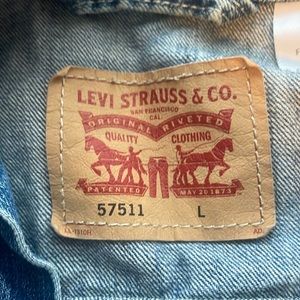 LEVI STRAUSS & CO.
SAN FRANCISCO
CAL.
ORIGINAL RIVETED
QUALITY CLOTHING
PATENTED MAY 20 1873
57511 L